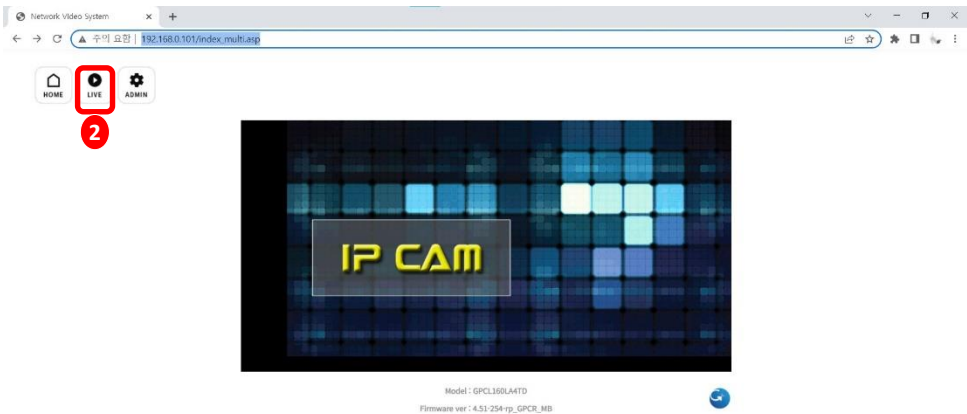 Network Video System
주의 요함 | 192.168.0.101/index_multi.asp
HOME LIVE ADMIN
2
IP CAM
Model : GPCL160LA4TD
Firmware ver : 4.51-254-rp_GPCR_MB